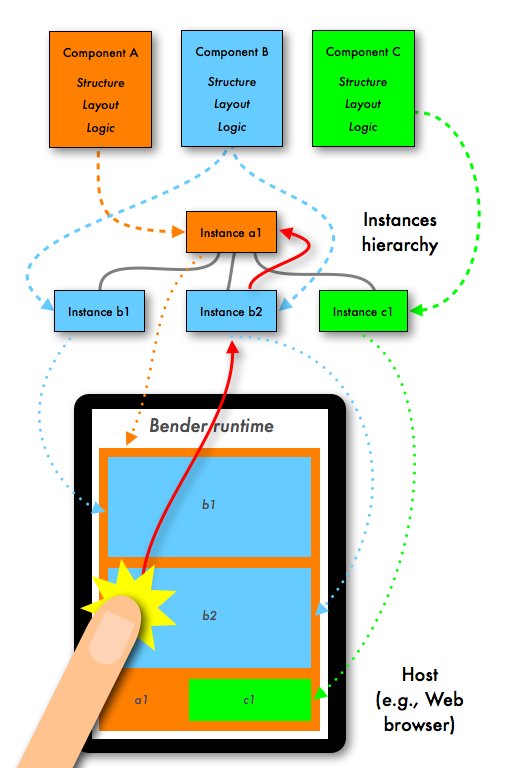 Component A
Structure
Layout
Logic
Component B
Structure
Layout
Logic
Component C
Structure
Layout
Logic
Instance a1
Instances
hierarchy
Instance b1
Instance b2
Instance c1
Bender runtime
b1
b2
a1
c1
Host
(e.g., Web
browser)